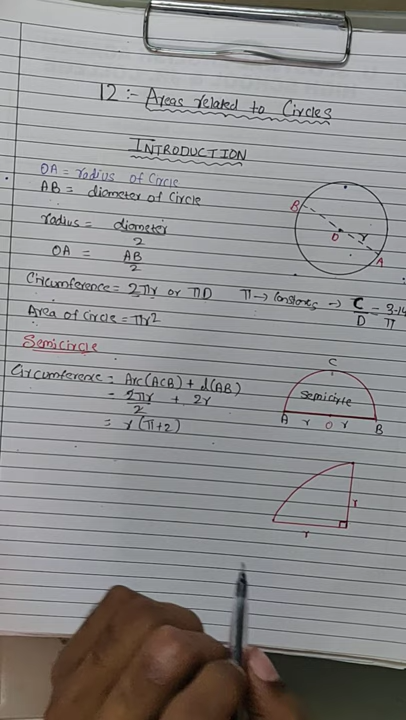 12 :- Areas related to Circles
INTRODUCTION
OA = radius of Circle
AB = diameter of Circle
radius = diameter
2
OA = AB
2
B
O
r
A
Circumference = 2πr or πD π → Constant → C = 3.14
D π
Area of circle = πr2
Semicircle
Circumference = Arc(ACB) + d(AB)
= 2πr + 2r
2
= r(π+2)
C
Semicircle
A r O r B
r
r